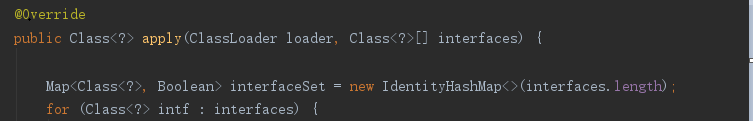 @Override
public Class<?> apply(ClassLoader loader, Class<?>[] interfaces) {
Map<Class<?>, Boolean> interfaceSet = new IdentityHashMap<>(interfaces.length);
for (Class<?> intf : interfaces) {